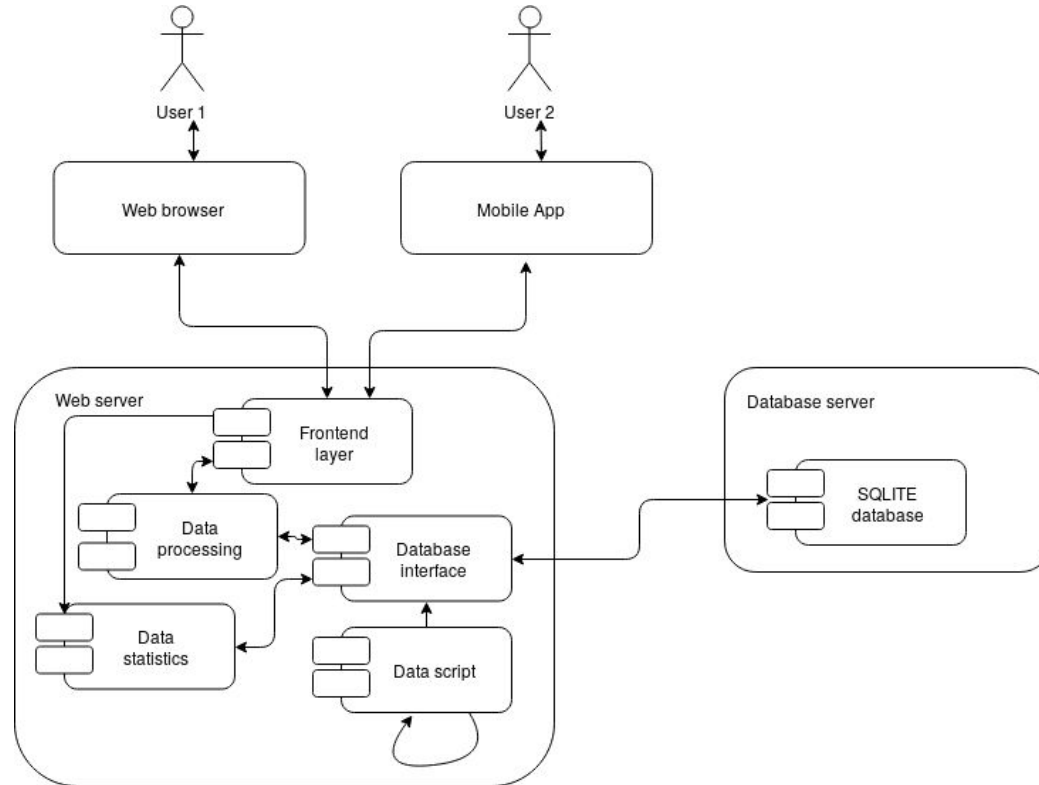 User 1
User 2
Web browser
Mobile App
Web server
Database server
Frontend
layer
SQLITE
database
Data
processing
Database
interface
Data
statistics
Data script